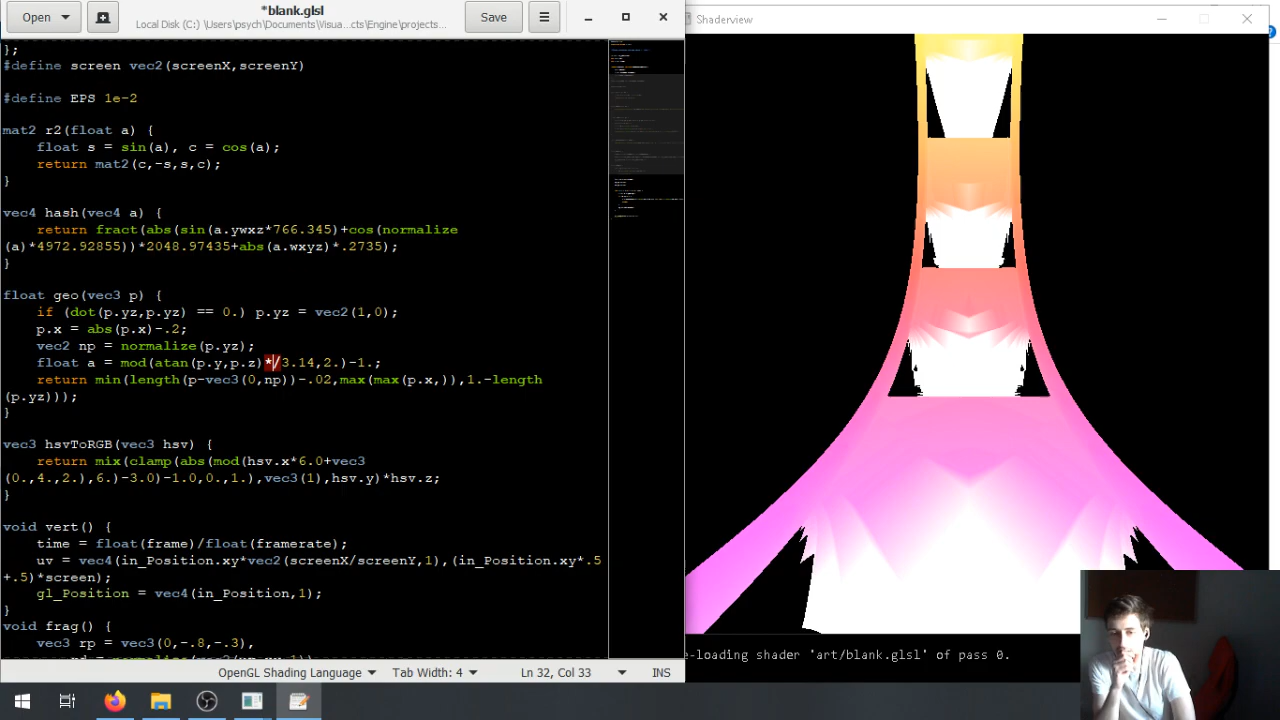 Open
*blank.glsl
Local Disk (C:) \Users\psych\Documents\Visua...cts\Engine\projects...
Save
Shaderview
};
#define screen vec2(screenX,screenY)
#define EPS 1e-2
mat2 r2(float a) {
float s = sin(a), c = cos(a);
return mat2(c,-s,s,c);
}
vec4 hash(vec4 a) {
return fract(abs(sin(a.ywxz*766.345)+cos(normalize
(a)*4972.92855))*2048.97435+abs(a.wxyz)*.2735);
}
float geo(vec3 p) {
if (dot(p.yz,p.yz) == 0.) p.yz = vec2(1,0);
p.x = abs(p.x)-.2;
vec2 np = normalize(p.yz);
float a = mod(atan(p.y,p.z)*/3.14,2.)-1.;
return min(length(p-vec3(0,np))-.02,max(max(p.x,)),1.-length
(p.yz)));
}
vec3 hsvToRGB(vec3 hsv) {
return mix(clamp(abs(mod(hsv.x*6.0+vec3
(0.,4.,2.),6.)-3.0)-1.0,0.,1.),vec3(1),hsv.y)*hsv.z;
}
void vert() {
time = float(frame)/float(framerate);
uv = vec4(in_Position.xy*vec2(screenX/screenY,1),(in_Position.xy*.5
+.5)*screen);
gl_Position = vec4(in_Position,1);
}
void frag() {
vec3 rp = vec3(0,-.8,-.3),
e-loading shader 'art/blank.glsl' of pass 0.
OpenGL Shading Language
Tab Width: 4
Ln 32, Col 33
INS